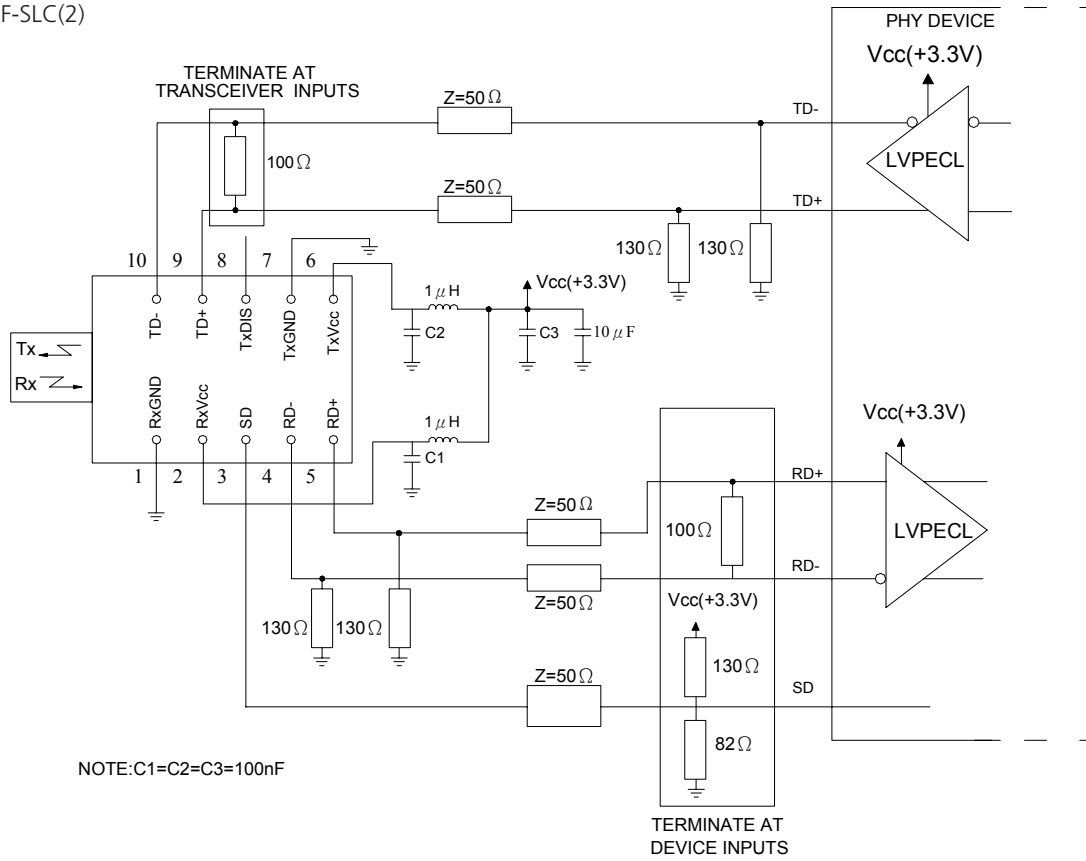 F-SLC(2)
PHY DEVICE
Vcc(+3.3V)
TERMINATE AT
TRANSCEIVER INPUTS
Z=50Ω
TD-
LVPECL
100Ω
Z=50Ω
TD+
130Ω
130Ω
10
9
8
7
6
TD-
TD+
TxDIS
TxGND
TxVcc
1μH
Vcc(+3.3V)
C2
C3
10μF
Tx
Rx
RxGND
RxVcc
SD
RD-
RD+
1μH
C1
1
2
3
4
5
Vcc(+3.3V)
RD+
Z=50Ω
100Ω
LVPECL
RD-
Z=50Ω
Vcc(+3.3V)
130Ω
130Ω
130Ω
SD
Z=50Ω
82Ω
NOTE:C1=C2=C3=100nF
TERMINATE AT
DEVICE INPUTS